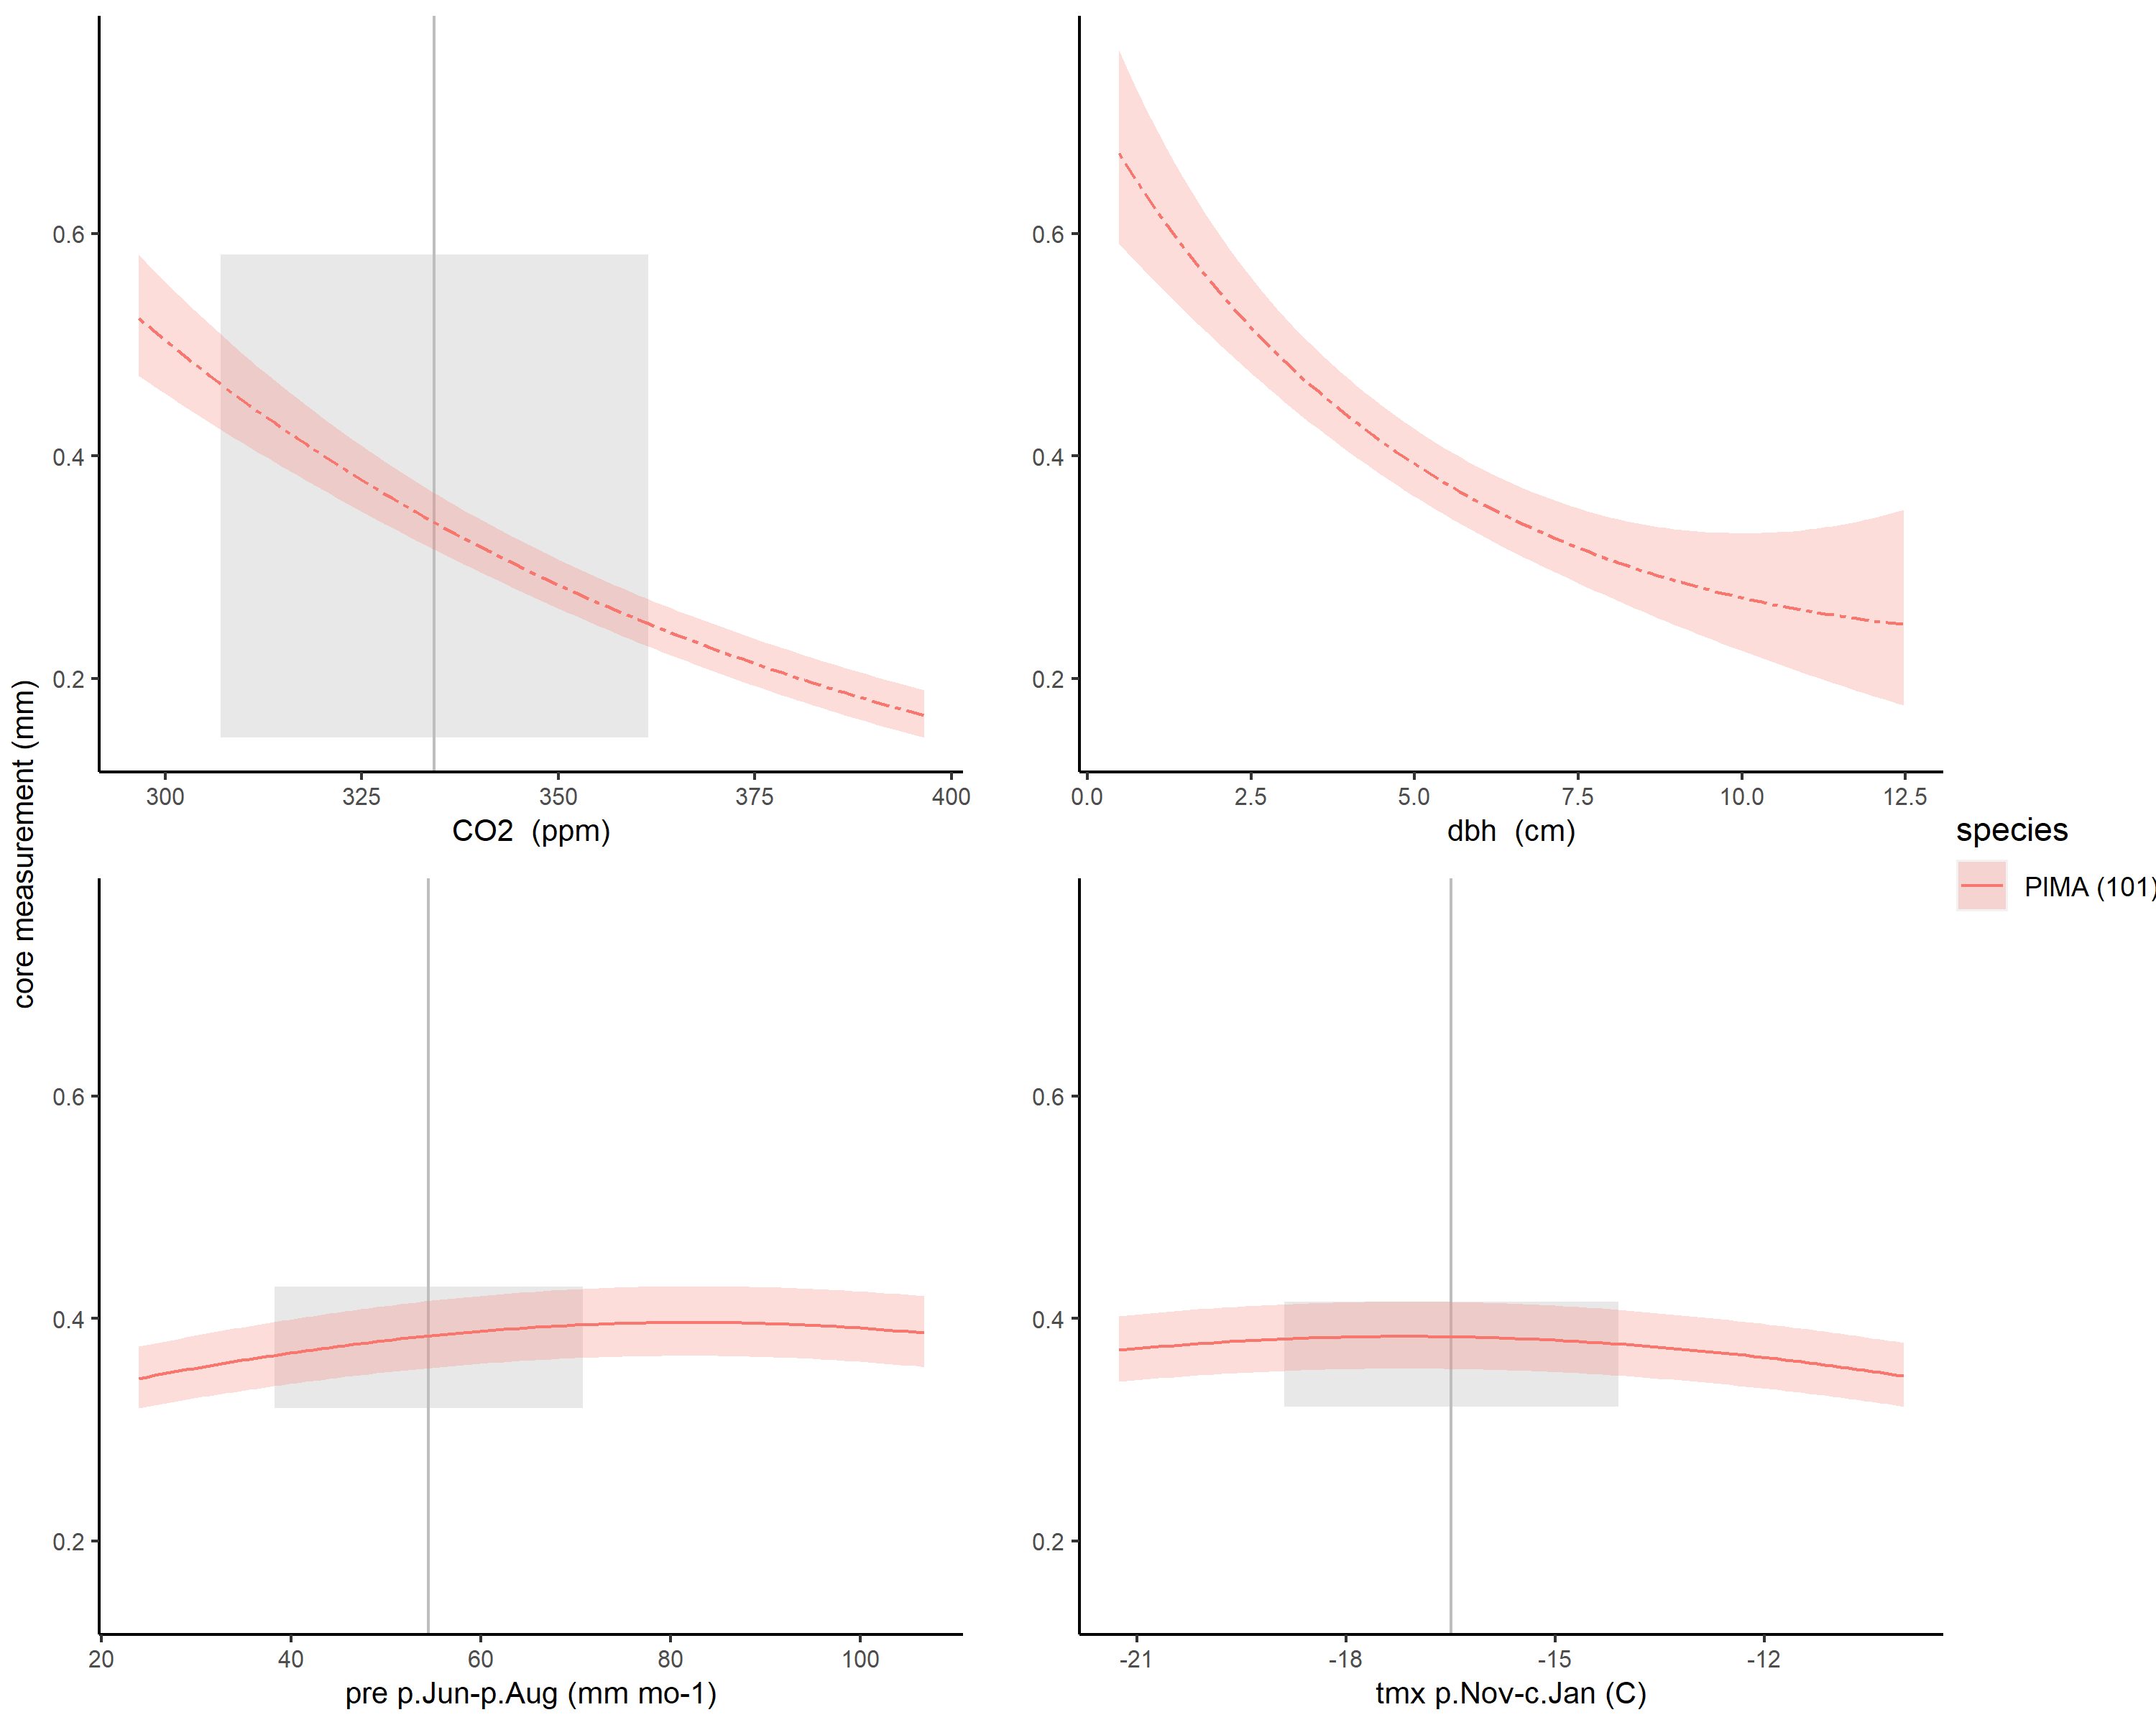 core measurement (mm)
0.6
0.4
0.2
300 325 350 375 400
CO2 (ppm)
0.6
0.4
0.2
0.0 2.5 5.0 7.5 10.0 12.5
dbh (cm)
0.6
0.4
0.2
20 40 60 80 100
pre p.Jun-p.Aug (mm mo-1)
0.6
0.4
0.2
-21 -18 -15 -12
tmx p.Nov-c.Jan (C)
species
PIMA (101)